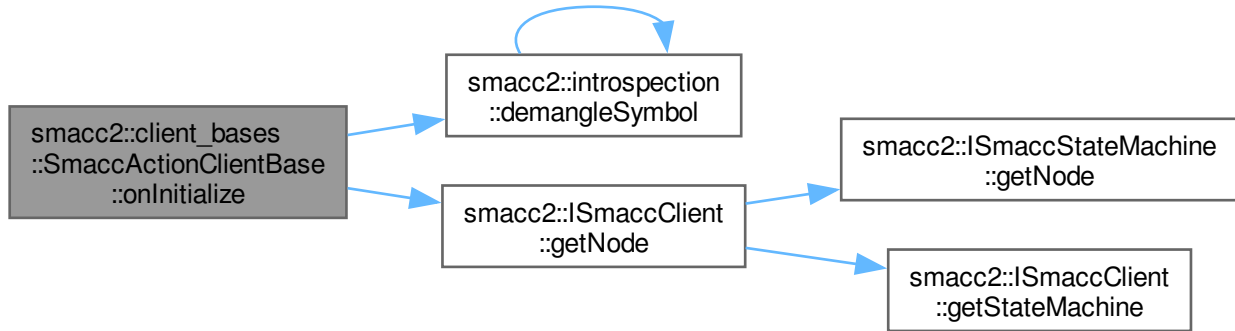 smacc2::client_bases
::SmaccActionClientBase
::onInitialize
smacc2::introspection
::demangleSymbol
smacc2::ISmaccClient
::getNode
smacc2::ISmaccStateMachine
::getNode
smacc2::ISmaccClient
::getStateMachine